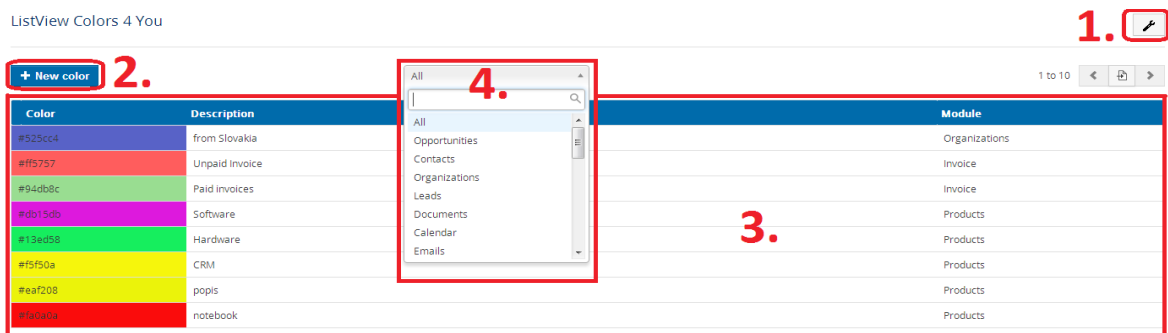 ListView Colors 4 You
1.
+ New color
2.
All
4.
1 to 10
Color Description Module
All
#525cc4 from Slovakia Organizations
Opportunities
#ff5757 Unpaid Invoice Invoice
Contacts
#94db8c Paid invoices Invoice
Organizations
Leads
#db15db Software Products
Documents
3.
#13ed58 Hardware Products
Calendar
Emails
#f5f50a CRM Products
#eaf208 popis Products
#fa0a0a notebook Products